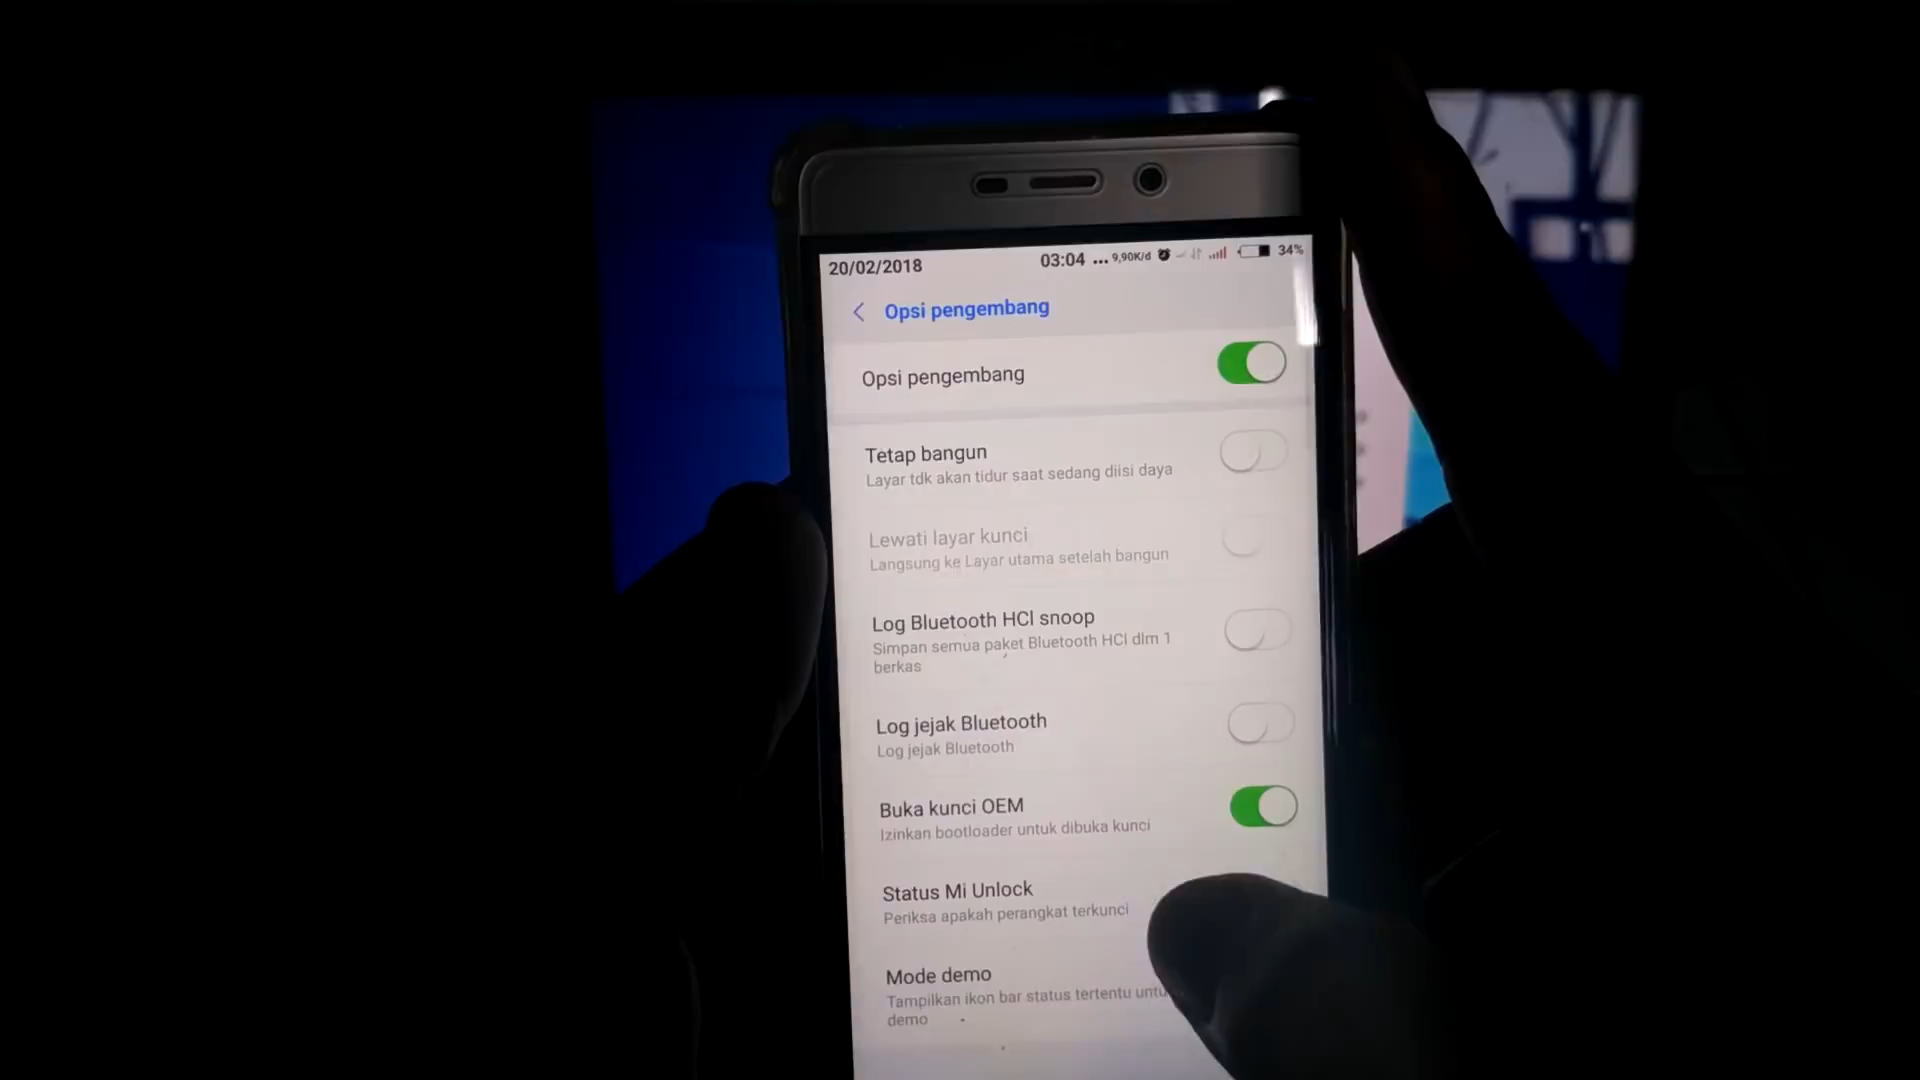 20/02/2018 03:04 ... 9,90K/d 34%
Opsi pengembang
Opsi pengembang
Tetap bangun
Layar tdk akan tidur saat sedang diisi daya
Lewati layar kunci
Langsung ke Layar utama setelah bangun
Log Bluetooth HCI snoop
Simpan semua paket Bluetooth HCI dlm 1
berkas
Log jejak Bluetooth
Log jejak Bluetooth
Buka kunci OEM
Izinkan bootloader untuk dibuka kunci
Status Mi Unlock
Periksa apakah perangkat terkunci
Mode demo
Tampilkan ikon bar status tertentu
demo